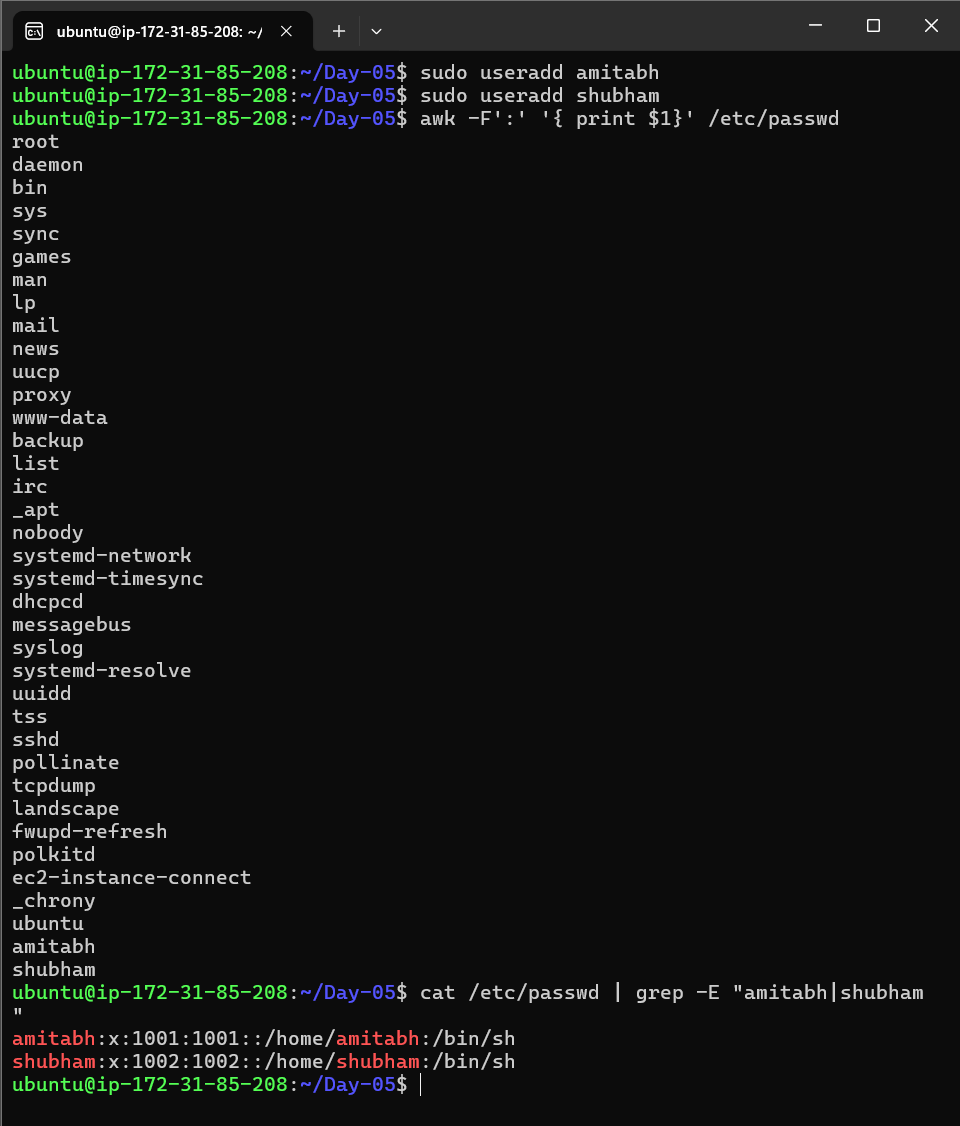 ubuntu@ip-172-31-85-208: ~/
ubuntu@ip-172-31-85-208:~/Day-05$ sudo useradd amitabh
ubuntu@ip-172-31-85-208:~/Day-05$ sudo useradd shubham
ubuntu@ip-172-31-85-208:~/Day-05$ awk -F':' '{ print $1}' /etc/passwd
root
daemon
bin
sys
sync
games
man
lp
mail
news
uucp
proxy
www-data
backup
list
irc
_apt
nobody
systemd-network
systemd-timesync
dhcpcd
messagebus
syslog
systemd-resolve
uuidd
tss
sshd
pollinate
tcpdump
landscape
fwupd-refresh
polkitd
ec2-instance-connect
_chrony
ubuntu
amitabh
shubham
ubuntu@ip-172-31-85-208:~/Day-05$ cat /etc/passwd | grep -E "amitabh|shubham
"
amitabh:x:1001:1001::/home/amitabh:/bin/sh
shubham:x:1002:1002::/home/shubham:/bin/sh
ubuntu@ip-172-31-85-208:~/Day-05$